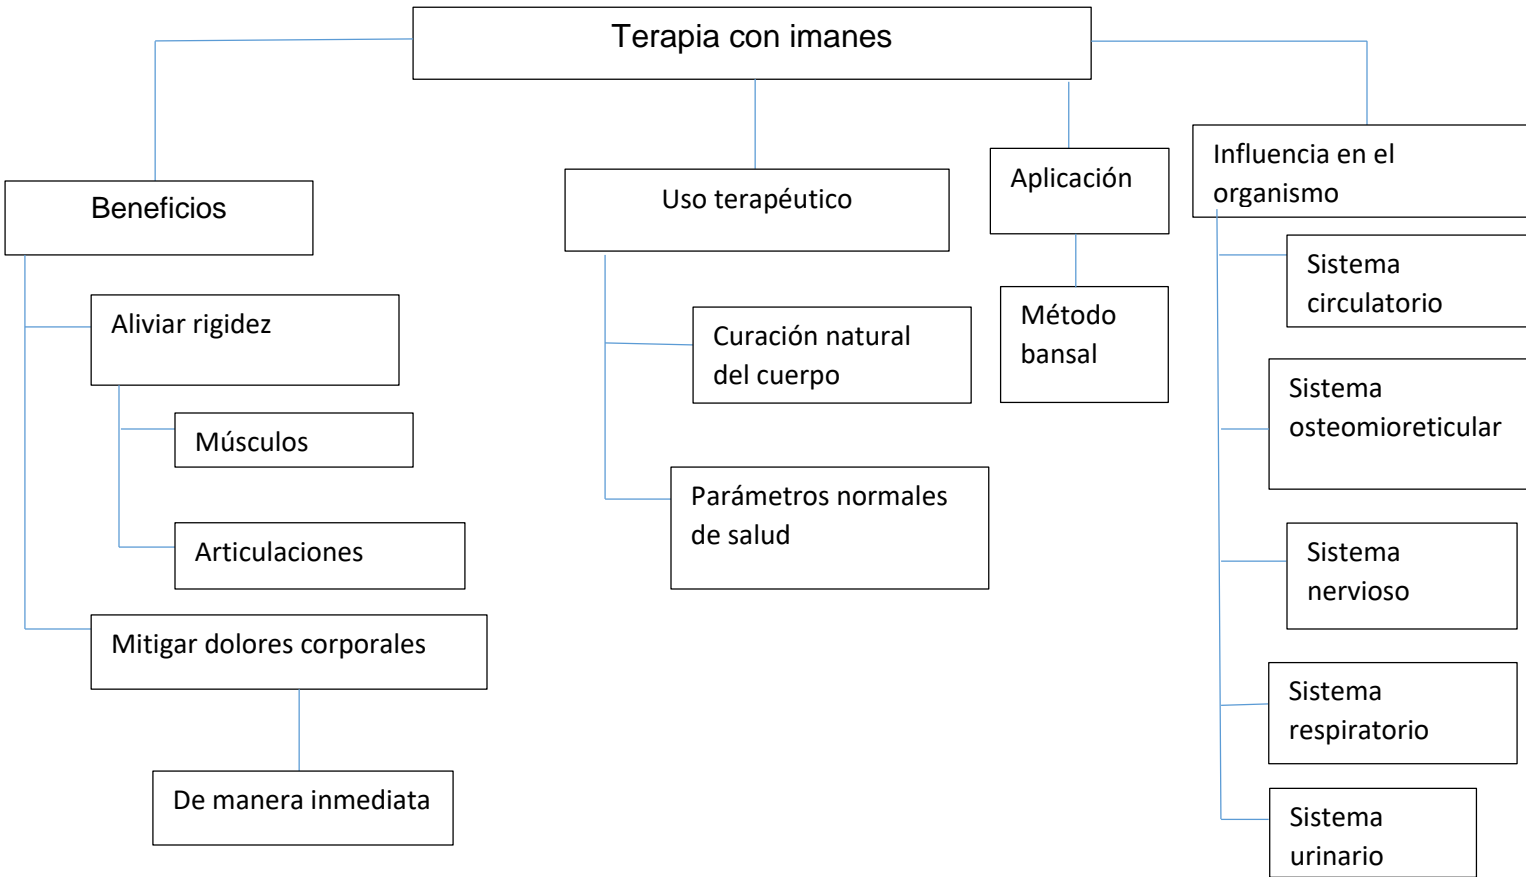 Terapia con imanes
Beneficios
Aliviar rigidez
Músculos
Articulaciones
Mitigar dolores corporales
De manera inmediata
Uso terapéutico
Curación natural
del cuerpo
Parámetros normales
de salud
Aplicación
Método
bansal
Influencia en el
organismo
Sistema
circulatorio
Sistema
osteomioreticular
Sistema
nervioso
Sistema
respiratorio
Sistema
urinario